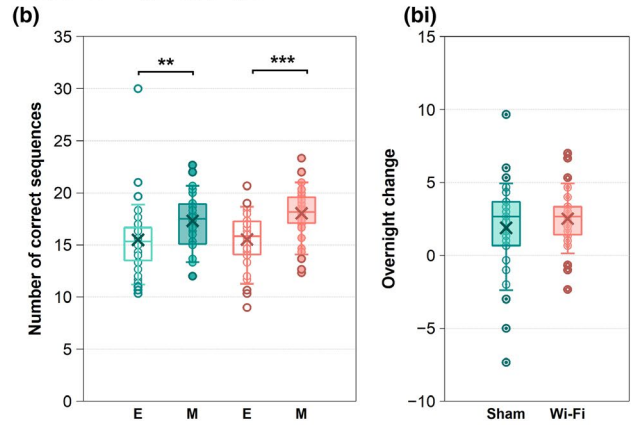 (b)
35
30
25
20
15
10
5
0
Number of correct sequences
**
***
E M E M
(bi)
15
10
5
0
−5
−10
Overnight change
Sham Wi-Fi